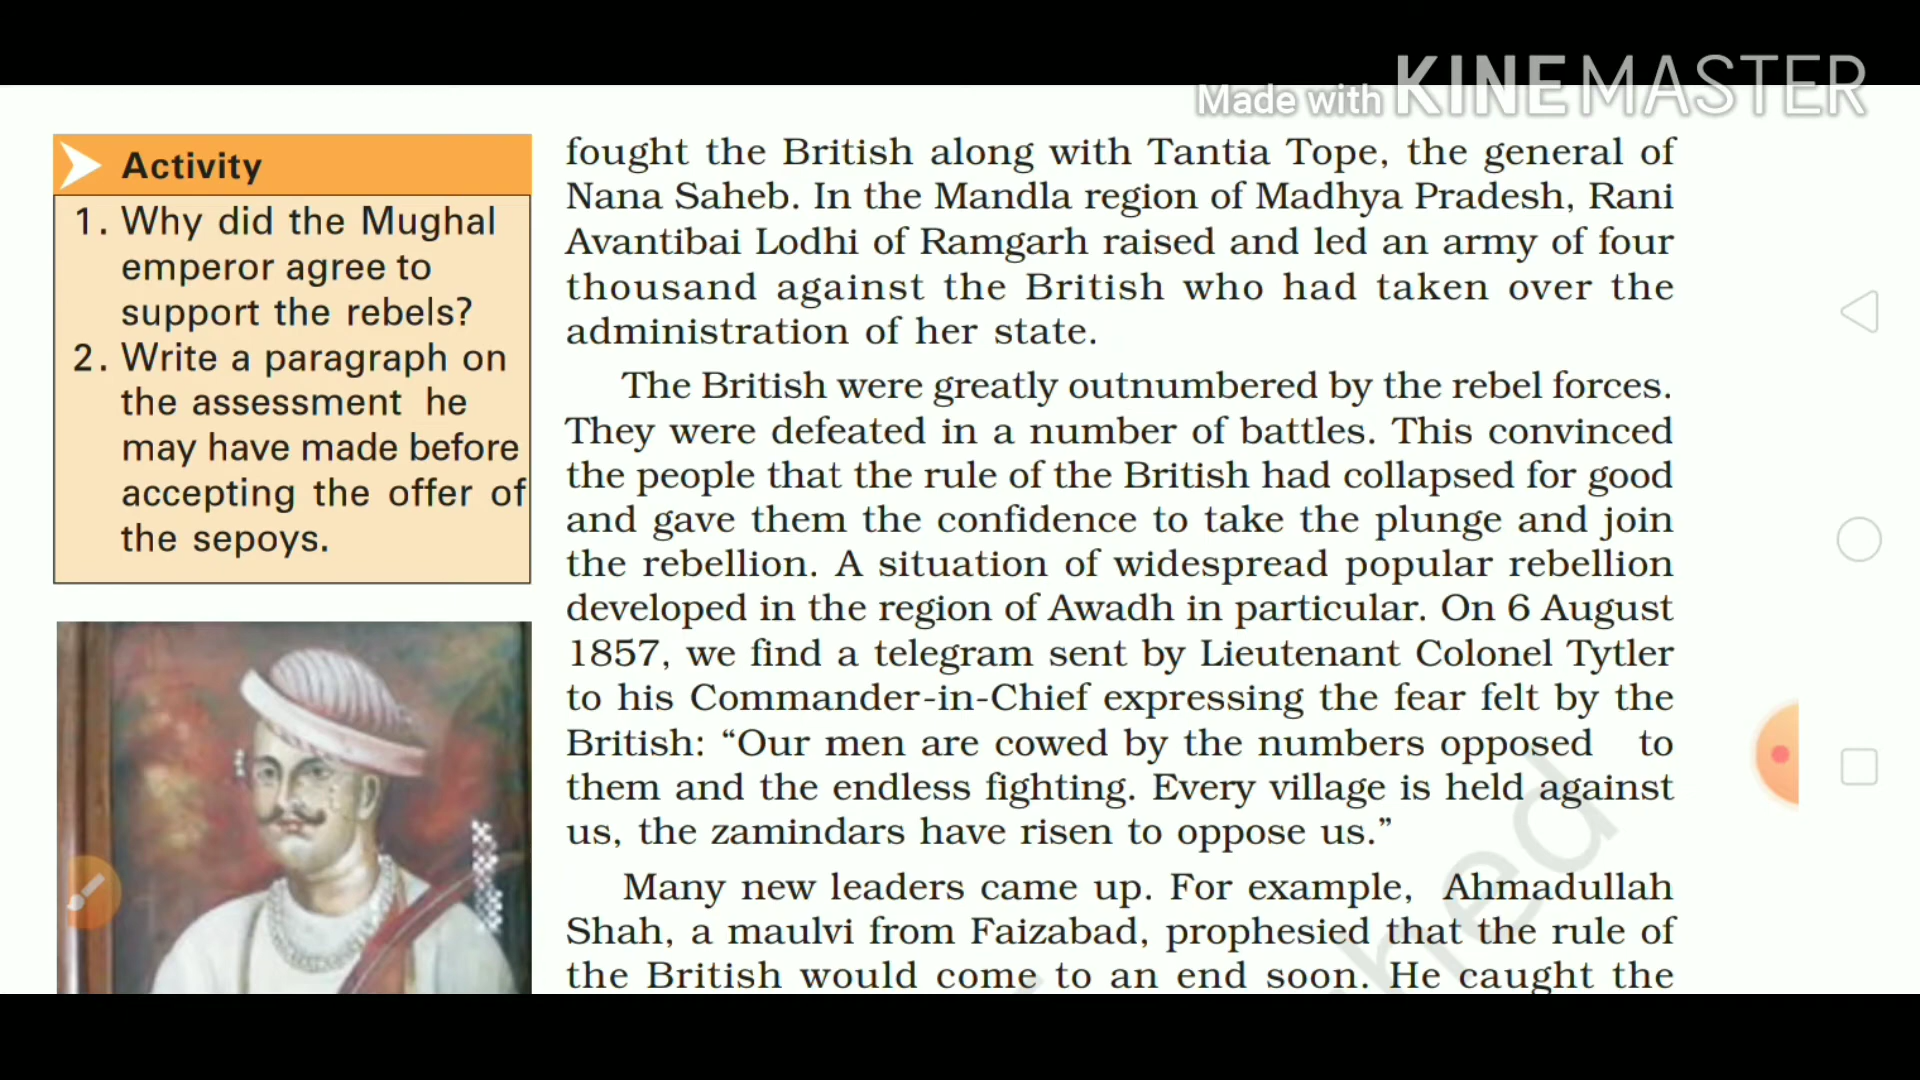 Made with KINEMASTER
Activity
1. Why did the Mughal
emperor agree to
support the rebels?
2. Write a paragraph on
the assessment he
may have made before
accepting the offer of
the sepoys.
fought the British along with Tantia Tope, the general of
Nana Saheb. In the Mandla region of Madhya Pradesh, Rani
Avantibai Lodhi of Ramgarh raised and led an army of four
thousand against the British who had taken over the
administration of her state.
The British were greatly outnumbered by the rebel forces.
They were defeated in a number of battles. This convinced
the people that the rule of the British had collapsed for good
and gave them the confidence to take the plunge and join
the rebellion. A situation of widespread popular rebellion
developed in the region of Awadh in particular. On 6 August
1857, we find a telegram sent by Lieutenant Colonel Tytler
to his Commander-in-Chief expressing the fear felt by the
British: “Our men are cowed by the numbers opposed to
them and the endless fighting. Every village is held against
us, the zamindars have risen to oppose us.”
Many new leaders came up. For example, Ahmadullah
Shah, a maulvi from Faizabad, prophesied that the rule of
the British would come to an end soon. He caught the